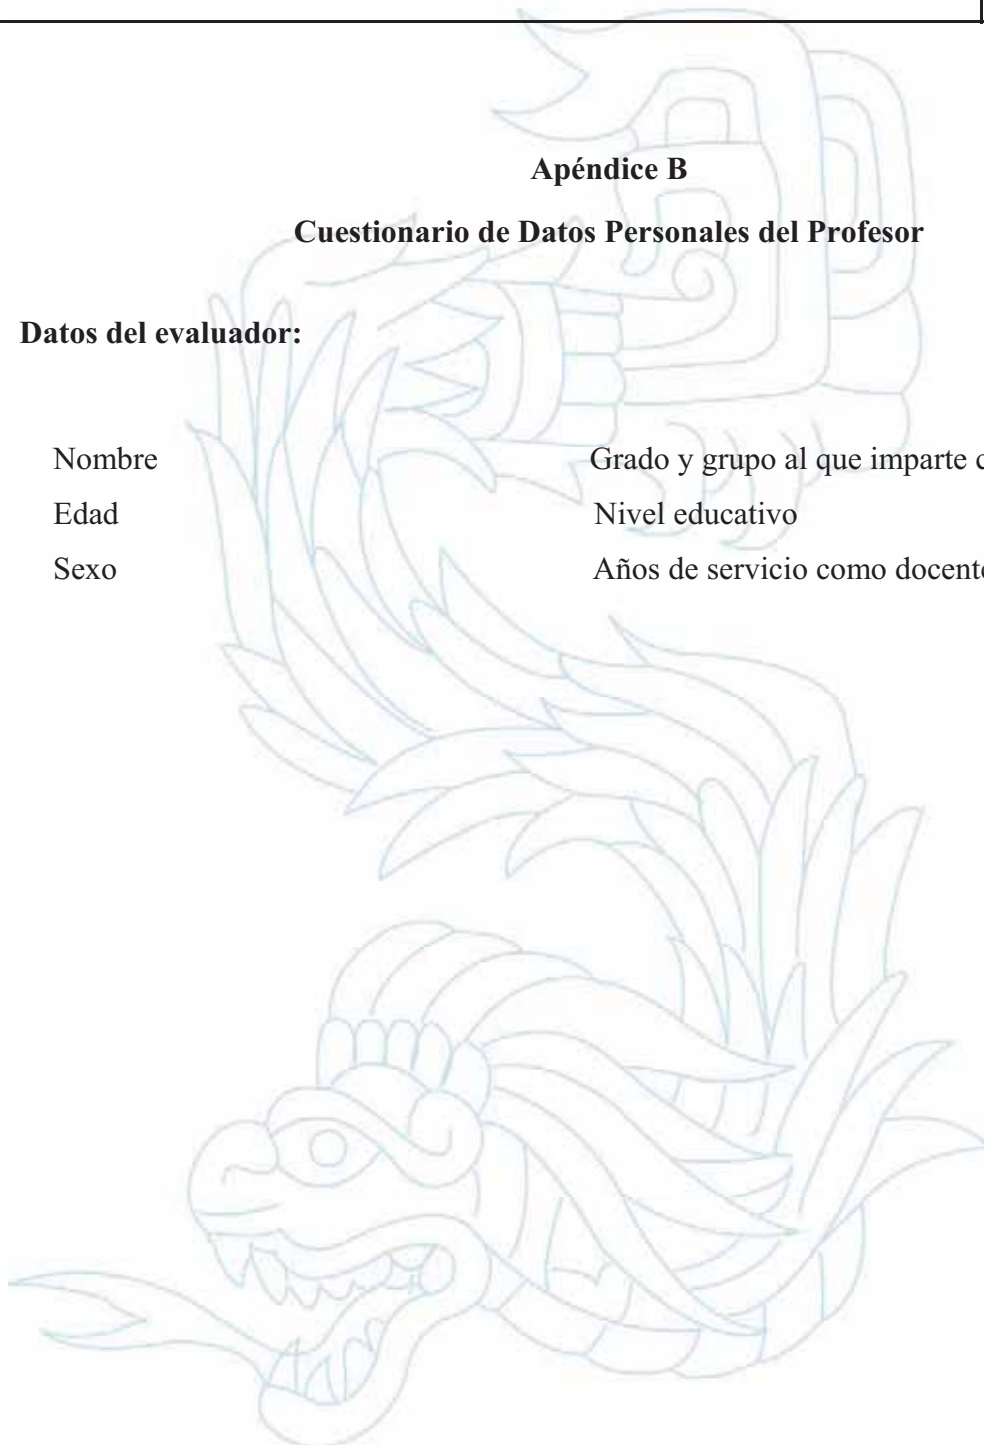 Apéndice B
Cuestionario de Datos Personales del Profesor
Datos del evaluador:
Nombre Grado y grupo al que imparte
Edad Nivel educativo
Sexo Años de servicio como docente